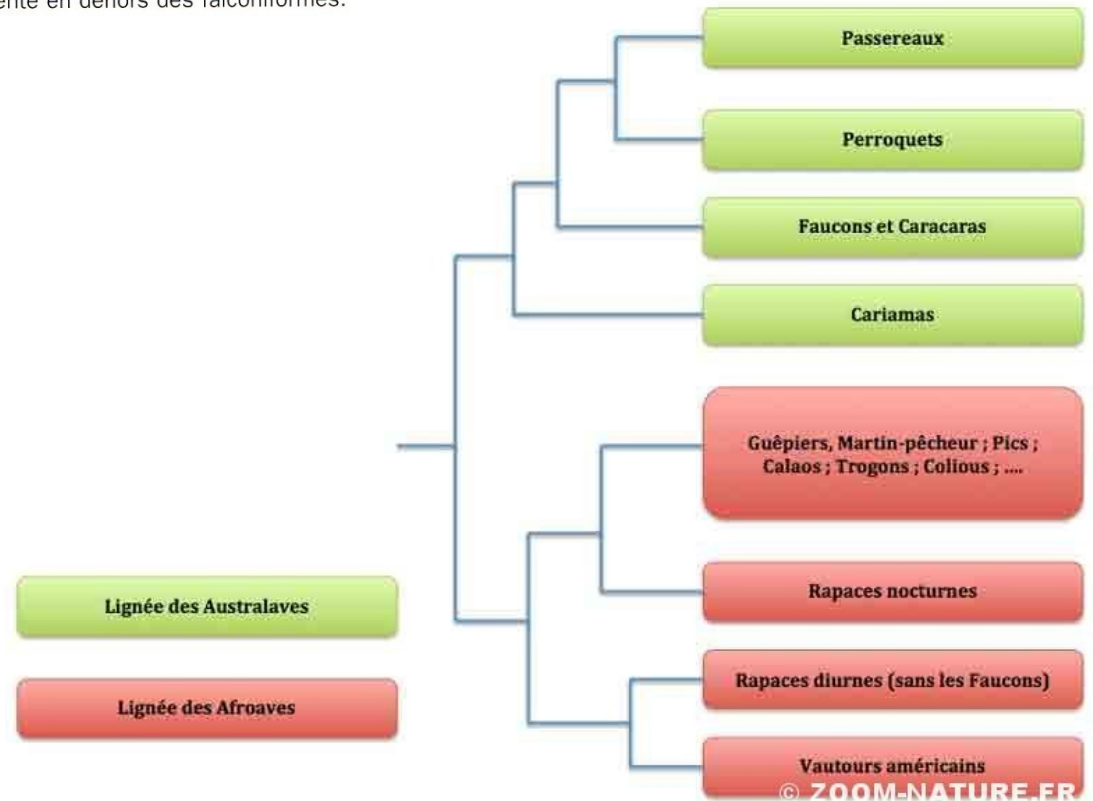 en dehors des falconiformes.
Passereaux
Perroquets
Faucons et Caracaras
Cariamas
Guêpiers, Martin-pêcheur ; Pics ;
Calaos ; Trogons ; Colious ; ....
Rapaces nocturnes
Lignée des Australaves
Rapaces diurnes (sans les Faucons)
Lignée des Afroaves
Vautours américains
© ZOOM-NATURE.FR